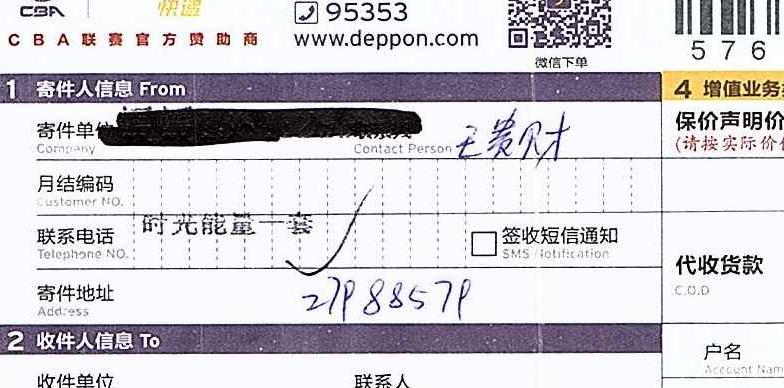 CBA 快递 95353
CBA联赛官方赞助商 www.deppon.com
微信下单
576
1 寄件人信息 From
4 增值业务
寄件单位
Company
Contact Person 王贵财
保价声明价
(请按实际价
月结编码
Customer NO.
时光能量一套
联系电话
Telephone NO.
签收短信通知
SMS Notification
代收货款
C.O.D
寄件地址
Address
2 收件人信息 To
户名
Account Nam
收件单位 联系人